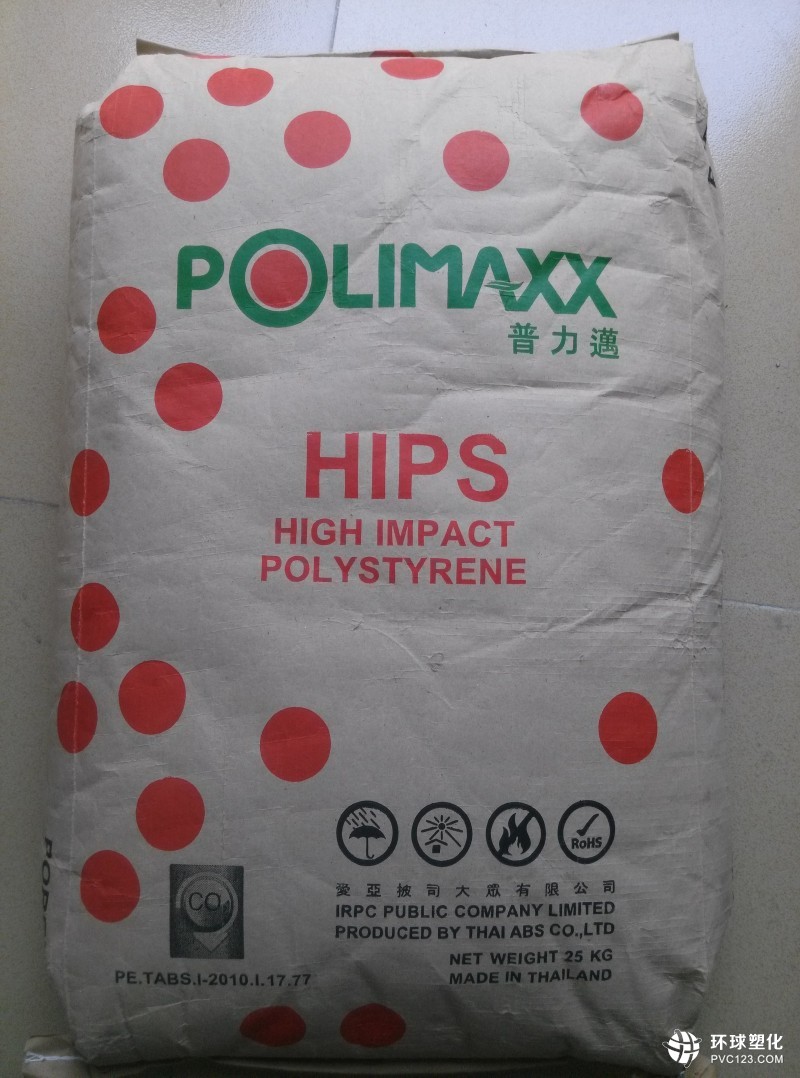 POLIMAXX
普力邁
HIPS
HIGH IMPACT
POLYSTYRENE
RoHS
CO₂
愛亞披司大眾有限公司
IRPC PUBLIC COMPANY LIMITED
PRODUCED BY THAI ABS CO.,LTD
NET WEIGHT 25 KG
MADE IN THAILAND
PE.TABS.I-2010.I.17.77
环球塑化
PVC123.COM